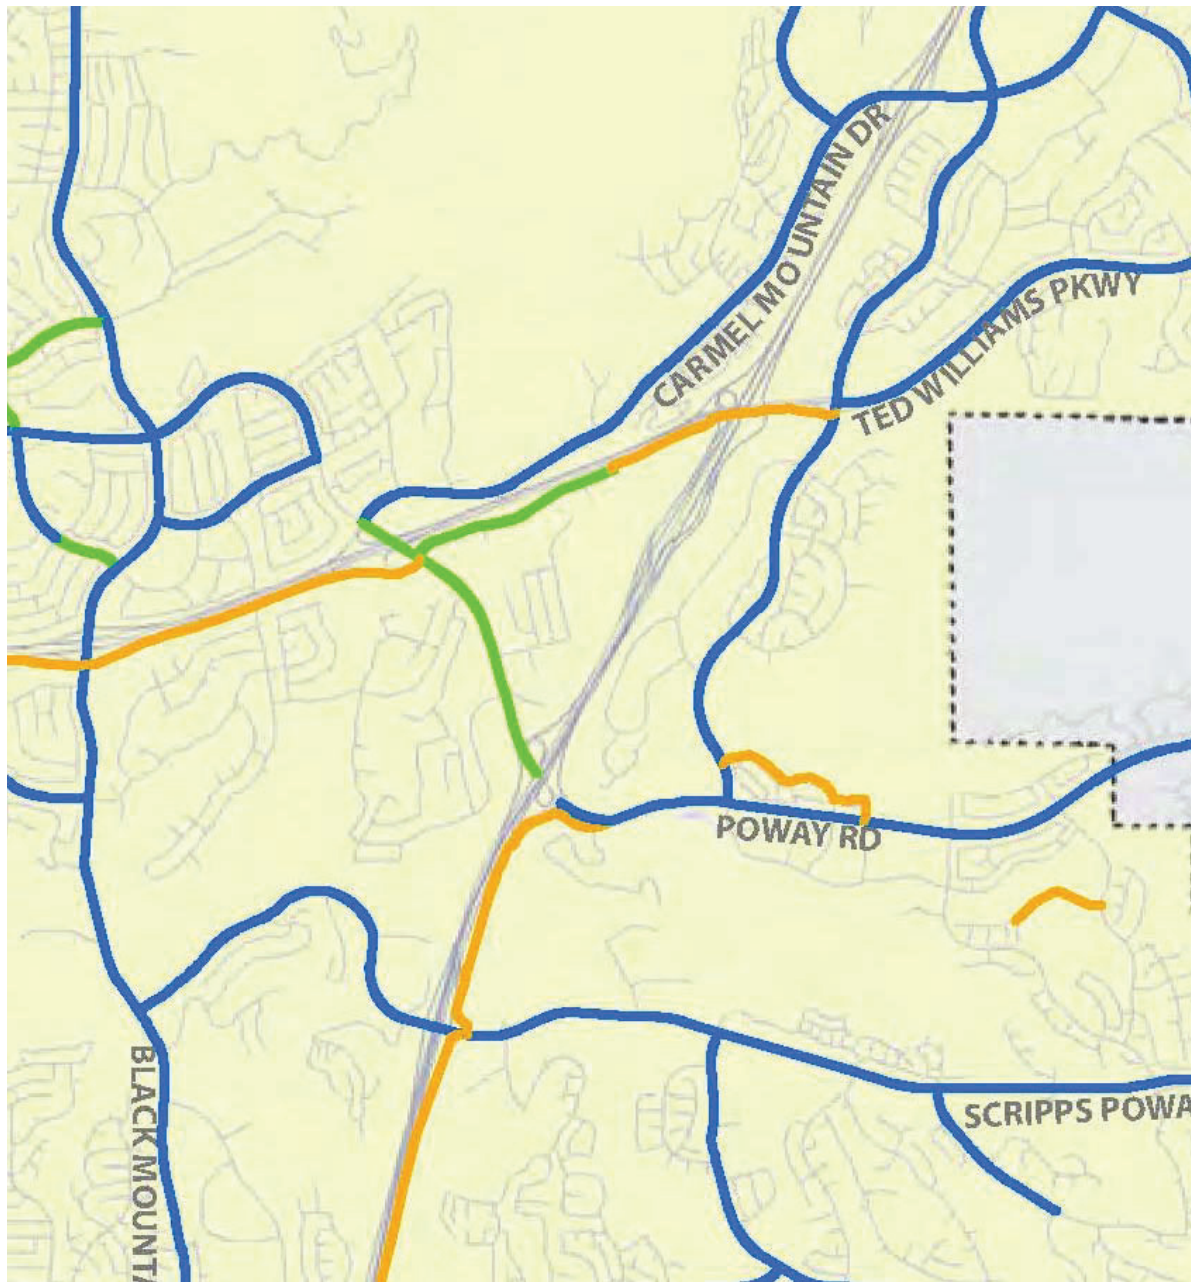 CARMEL MOUNTAIN DR
TED WILLIAMS PKWY
POWAY RD
BLACK MOUNTA
SCRIPPS POWA